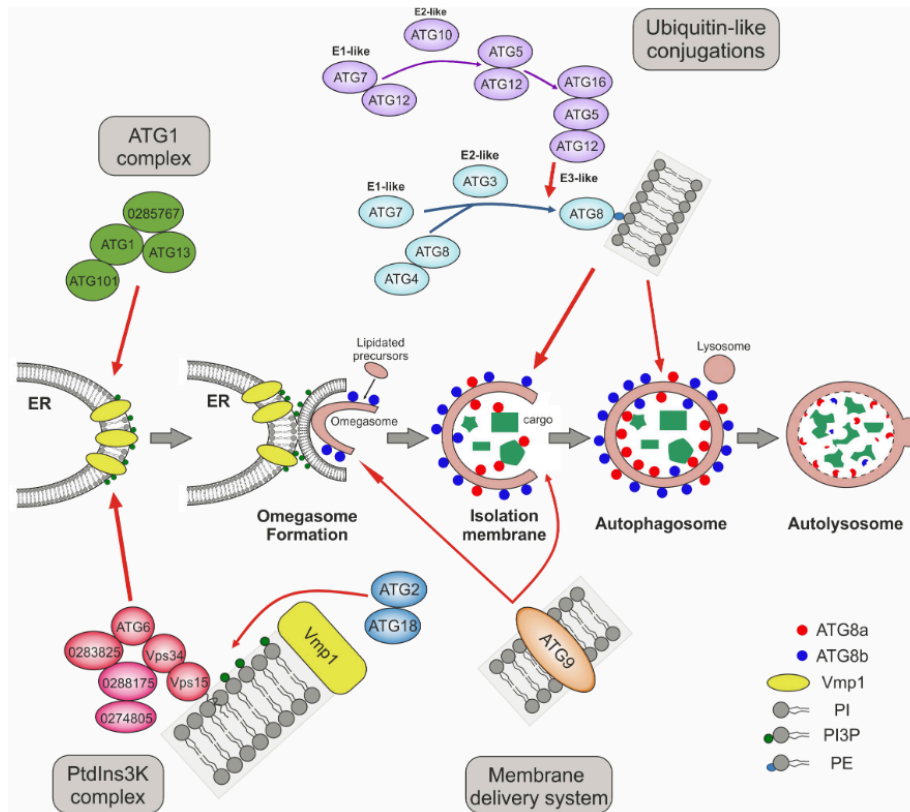 Ubiquitin-like
conjugations
E2-like
ATG10
E1-like
ATG7
ATG12
ATG5
ATG12
ATG16
ATG5
ATG12
ATG1
complex
0285767
ATG1
ATG13
ATG101
E2-like
ATG3
E1-like
ATG7
E3-like
ATG8
ATG8
ATG4
ER
ER
Lipidated
precursors
Omegasome
cargo
Lysosome
Omegasome
Formation
Isolation
membrane
Autophagosome
Autolysosome
ATG6
0283825
Vps34
0288175
Vps15
0274805
Vmp1
ATG2
ATG18
ATG9
PtdIns3K
complex
Membrane
delivery system
ATG8a
ATG8b
Vmp1
PI
PI3P
PE